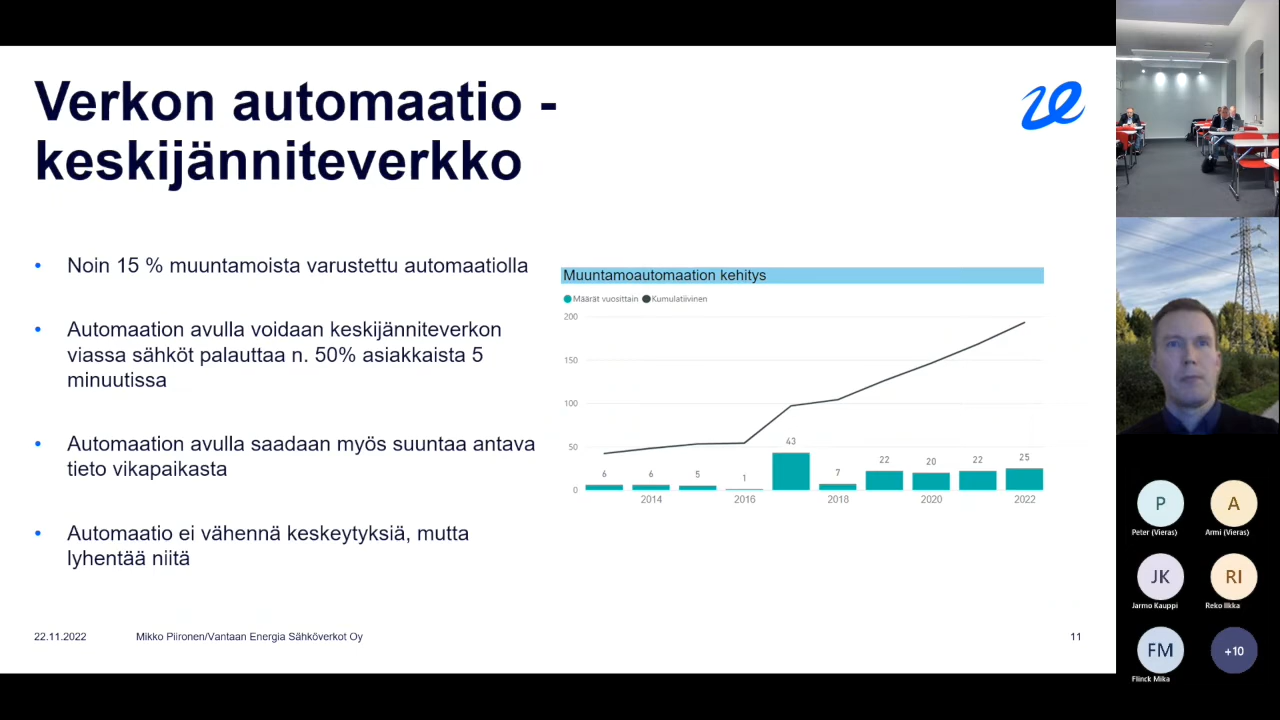 Verkon automaatio -
keskijänniteverkko
• Noin 15 % muuntamoista varustettu automaatiolla
• Automaation avulla voidaan keskijänniteverkon
viassa sähköt palauttaa n. 50% asiakkaista 5
minuutissa
• Automaation avulla saadaan myös suuntaa antava
tieto vikapaikasta
• Automaatio ei vähennä keskeytyksiä, mutta
lyhentää niitä
Muuntamoautomaation kehitys
Määrät vuosittain Kumulatiivinen
200
150
100
50
0
6 6 5 1 43 7 22 20 22 25
2014 2016 2018 2020 2022
22.11.2022 Mikko Piironen/Vantaan Energia Sähköverkot Oy 11
P A
Peter (Vieras) Armi (Vieras)
JK RI
Jarmo Kauppi Reko Ilkka
FM +10
Flinck Mika